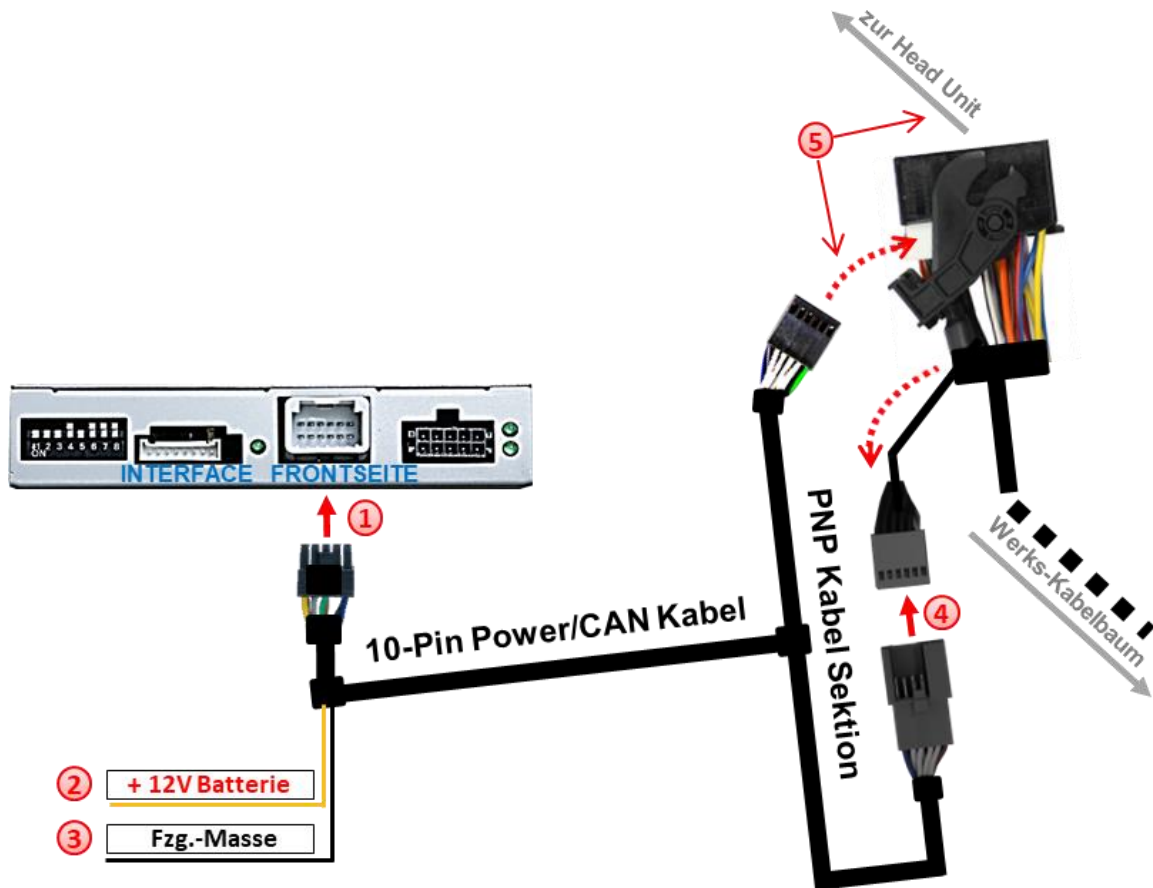 zur Head Unit
5
1 2 3 4 5 6 7 8
ON
INTERFACE FRONTSEITE
1
10-Pin Power/CAN Kabel
PNP Kabel Sektion
4
Werks-Kabelbaum
2 + 12V Batterie
3 Fzg.-Masse